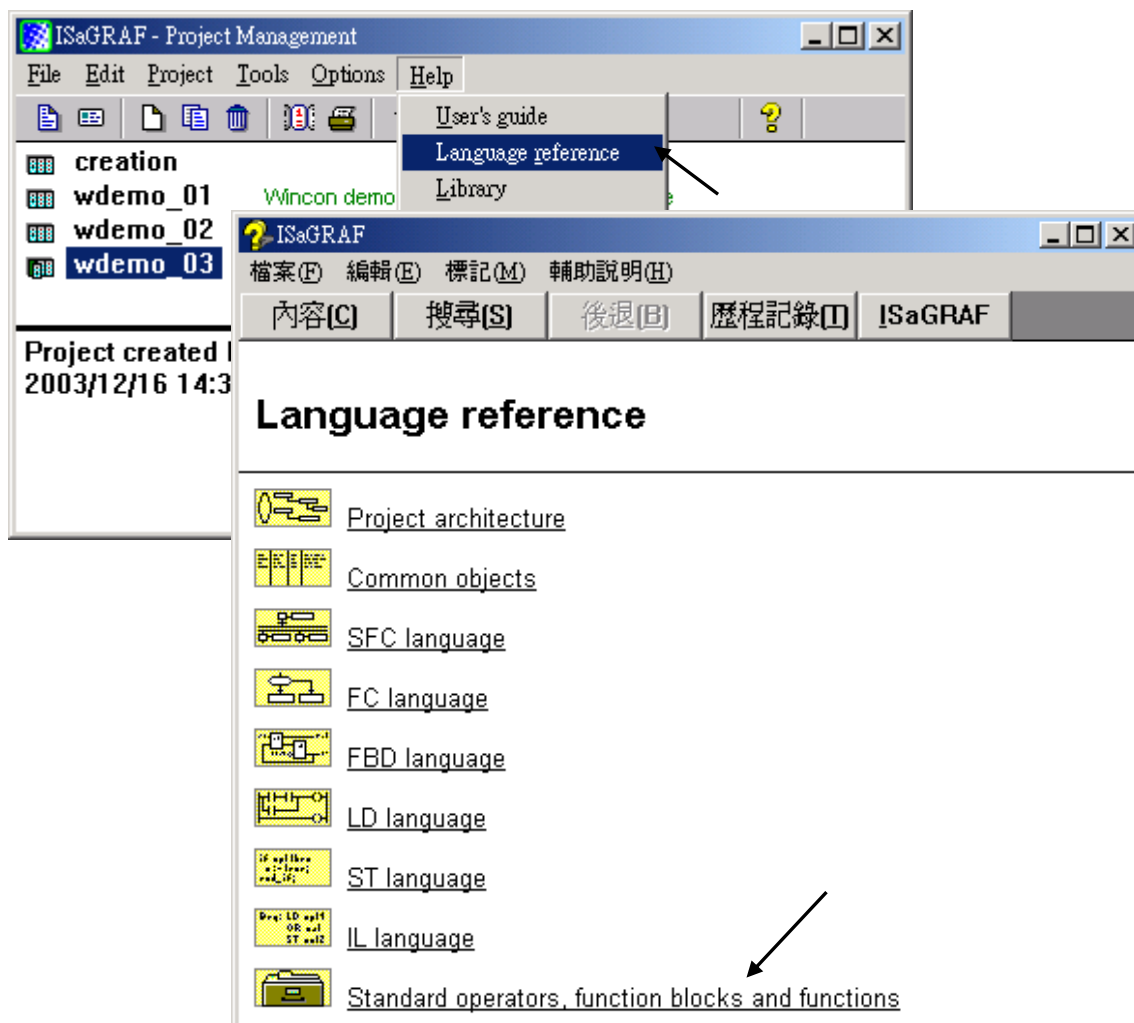 ISaGRAF - Project Management
File Edit Project Tools Options Help
User's guide
Language reference
Library
creation
wdemo_01 Wincon demo
wdemo_02
wdemo_03
Project created
2003/12/16 14:3
ISaGRAF
檔案(F) 編輯(E) 標記(M) 輔助說明(H)
內容(C) 搜尋(S) 後退(B) 歷程記錄(T) ISaGRAF
Language reference
Project architecture
Common objects
SFC language
FC language
FBD language
LD language
ST language
IL language
Standard operators, function blocks and functions